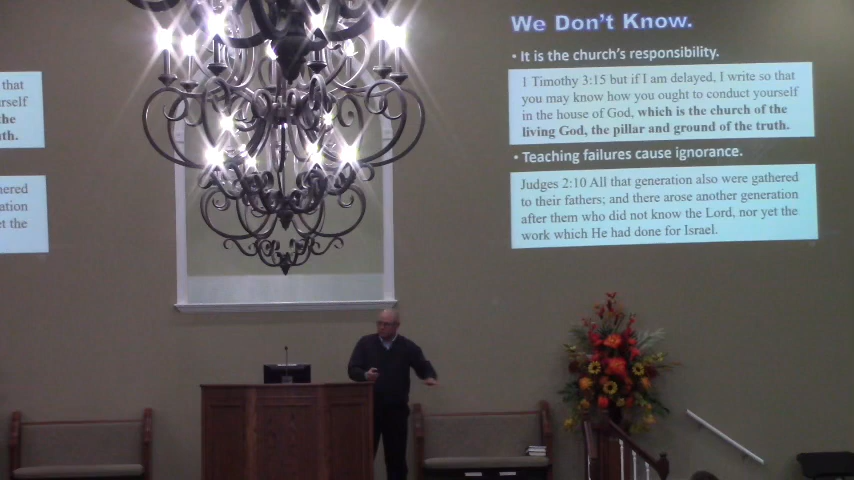 We Don't Know.
• It is the church's responsibility.
1 Timothy 3:15 but if I am delayed, I write so that
you may know how you ought to conduct yourself
in the house of God, which is the church of the
living God, the pillar and ground of the truth.
• Teaching failures cause ignorance.
Judges 2:10 All that generation also were gathered
to their fathers; and there arose another generation
after them who did not know the Lord, nor yet the
work which He had done for Israel.
that
urself
the
uth.
hered
ation
et the